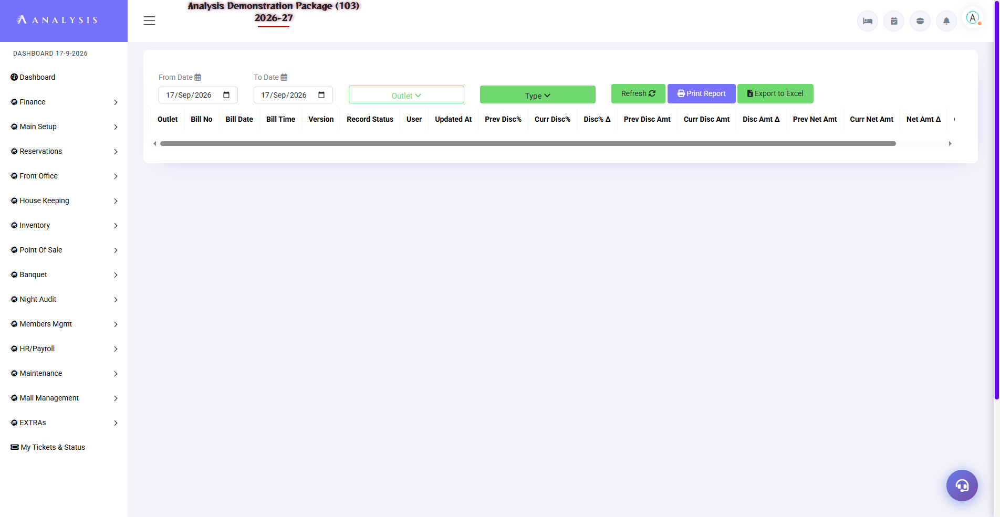 ANALYSIS
Analysis Demonstration Package (103)
2026-27
A
DASHBOARD 17-9-2026
Dashboard
Finance
Main Setup
Reservations
Front Office
House Keeping
Inventory
Point Of Sale
Banquet
Night Audit
Members Mgmt
HR/Payroll
Maintenance
Mall Management
EXTRAs
My Tickets & Status
From Date
To Date
17/Sep/2026
17/Sep/2026
Outlet
Type
Refresh
Print Report
Export to Excel
Outlet Bill No Bill Date Bill Time Version Record Status User Updated At Prev Disc% Curr Disc% Disc% Δ Prev Disc Amt Curr Disc Amt Disc Amt Δ Prev Net Amt Curr Net Amt Net Amt Δ